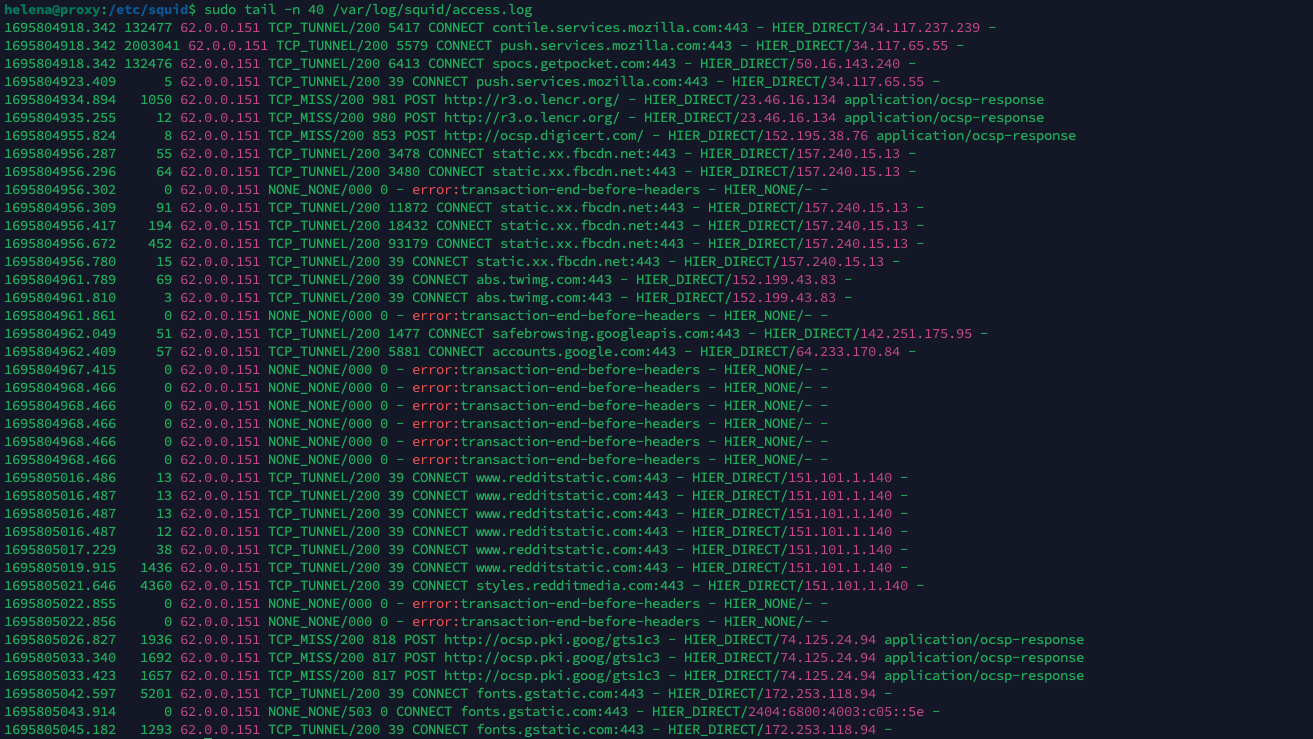 helena@proxy:/etc/squid$ sudo tail -n 40 /var/log/squid/access.log
1695804918.342 132477 62.0.0.151 TCP_TUNNEL/200 5417 CONNECT contile.services.mozilla.com:443 - HIER_DIRECT/34.117.237.239 -
1695804918.342 2003041 62.0.0.151 TCP_TUNNEL/200 5579 CONNECT push.services.mozilla.com:443 - HIER_DIRECT/34.117.65.55 -
1695804918.342 132476 62.0.0.151 TCP_TUNNEL/200 6413 CONNECT spocs.getpocket.com:443 - HIER_DIRECT/50.16.143.240 -
1695804923.409      5 62.0.0.151 TCP_TUNNEL/200 39 CONNECT push.services.mozilla.com:443 - HIER_DIRECT/34.117.65.55 -
1695804934.894   1050 62.0.0.151 TCP_MISS/200 981 POST http://r3.o.lencr.org/ - HIER_DIRECT/23.46.16.134 application/ocsp-response
1695804935.255     12 62.0.0.151 TCP_MISS/200 980 POST http://r3.o.lencr.org/ - HIER_DIRECT/23.46.16.134 application/ocsp-response
1695804955.824      8 62.0.0.151 TCP_MISS/200 853 POST http://ocsp.digicert.com/ - HIER_DIRECT/152.195.38.76 application/ocsp-response
1695804956.287     55 62.0.0.151 TCP_TUNNEL/200 3478 CONNECT static.xx.fbcdn.net:443 - HIER_DIRECT/157.240.15.13 -
1695804956.296     64 62.0.0.151 TCP_TUNNEL/200 3480 CONNECT static.xx.fbcdn.net:443 - HIER_DIRECT/157.240.15.13 -
1695804956.302      0 62.0.0.151 NONE_NONE/000 0 - error:transaction-end-before-headers - HIER_NONE/- -
1695804956.309     91 62.0.0.151 TCP_TUNNEL/200 11872 CONNECT static.xx.fbcdn.net:443 - HIER_DIRECT/157.240.15.13 -
1695804956.417    194 62.0.0.151 TCP_TUNNEL/200 18432 CONNECT static.xx.fbcdn.net:443 - HIER_DIRECT/157.240.15.13 -
1695804956.672    452 62.0.0.151 TCP_TUNNEL/200 93179 CONNECT static.xx.fbcdn.net:443 - HIER_DIRECT/157.240.15.13 -
1695804956.780     15 62.0.0.151 TCP_TUNNEL/200 39 CONNECT static.xx.fbcdn.net:443 - HIER_DIRECT/157.240.15.13 -
1695804961.789     69 62.0.0.151 TCP_TUNNEL/200 39 CONNECT abs.twimg.com:443 - HIER_DIRECT/152.199.43.83 -
1695804961.810      3 62.0.0.151 TCP_TUNNEL/200 39 CONNECT abs.twimg.com:443 - HIER_DIRECT/152.199.43.83 -
1695804961.861      0 62.0.0.151 NONE_NONE/000 0 - error:transaction-end-before-headers - HIER_NONE/- -
1695804962.049     51 62.0.0.151 TCP_TUNNEL/200 1477 CONNECT safebrowsing.googleapis.com:443 - HIER_DIRECT/142.251.175.95 -
1695804962.409     57 62.0.0.151 TCP_TUNNEL/200 5881 CONNECT accounts.google.com:443 - HIER_DIRECT/64.233.170.84 -
1695804967.415      0 62.0.0.151 NONE_NONE/000 0 - error:transaction-end-before-headers - HIER_NONE/- -
1695804968.466      0 62.0.0.151 NONE_NONE/000 0 - error:transaction-end-before-headers - HIER_NONE/- -
1695804968.466      0 62.0.0.151 NONE_NONE/000 0 - error:transaction-end-before-headers - HIER_NONE/- -
1695804968.466      0 62.0.0.151 NONE_NONE/000 0 - error:transaction-end-before-headers - HIER_NONE/- -
1695804968.466      0 62.0.0.151 NONE_NONE/000 0 - error:transaction-end-before-headers - HIER_NONE/- -
1695804968.466      0 62.0.0.151 NONE_NONE/000 0 - error:transaction-end-before-headers - HIER_NONE/- -
1695805016.486     13 62.0.0.151 TCP_TUNNEL/200 39 CONNECT www.redditstatic.com:443 - HIER_DIRECT/151.101.1.140 -
1695805016.487     13 62.0.0.151 TCP_TUNNEL/200 39 CONNECT www.redditstatic.com:443 - HIER_DIRECT/151.101.1.140 -
1695805016.487     13 62.0.0.151 TCP_TUNNEL/200 39 CONNECT www.redditstatic.com:443 - HIER_DIRECT/151.101.1.140 -
1695805016.487     12 62.0.0.151 TCP_TUNNEL/200 39 CONNECT www.redditstatic.com:443 - HIER_DIRECT/151.101.1.140 -
1695805017.229     38 62.0.0.151 TCP_TUNNEL/200 39 CONNECT www.redditstatic.com:443 - HIER_DIRECT/151.101.1.140 -
1695805019.915   1436 62.0.0.151 TCP_TUNNEL/200 39 CONNECT www.redditstatic.com:443 - HIER_DIRECT/151.101.1.140 -
1695805021.646   4360 62.0.0.151 TCP_TUNNEL/200 39 CONNECT styles.redditmedia.com:443 - HIER_DIRECT/151.101.1.140 -
1695805022.855      0 62.0.0.151 NONE_NONE/000 0 - error:transaction-end-before-headers - HIER_NONE/- -
1695805022.856      0 62.0.0.151 NONE_NONE/000 0 - error:transaction-end-before-headers - HIER_NONE/- -
1695805026.827   1936 62.0.0.151 TCP_MISS/200 818 POST http://ocsp.pki.goog/gts1c3 - HIER_DIRECT/74.125.24.94 application/ocsp-response
1695805033.340   1692 62.0.0.151 TCP_MISS/200 817 POST http://ocsp.pki.goog/gts1c3 - HIER_DIRECT/74.125.24.94 application/ocsp-response
1695805033.423   1657 62.0.0.151 TCP_MISS/200 817 POST http://ocsp.pki.goog/gts1c3 - HIER_DIRECT/74.125.24.94 application/ocsp-response
1695805042.597   5201 62.0.0.151 TCP_TUNNEL/200 39 CONNECT fonts.gstatic.com:443 - HIER_DIRECT/172.253.118.94 -
1695805043.914      0 62.0.0.151 NONE_NONE/503 0 CONNECT fonts.gstatic.com:443 - HIER_DIRECT/2404:6800:4003:c05::5e -
1695805045.182   1293 62.0.0.151 TCP_TUNNEL/200 39 CONNECT fonts.gstatic.com:443 - HIER_DIRECT/172.253.118.94 -